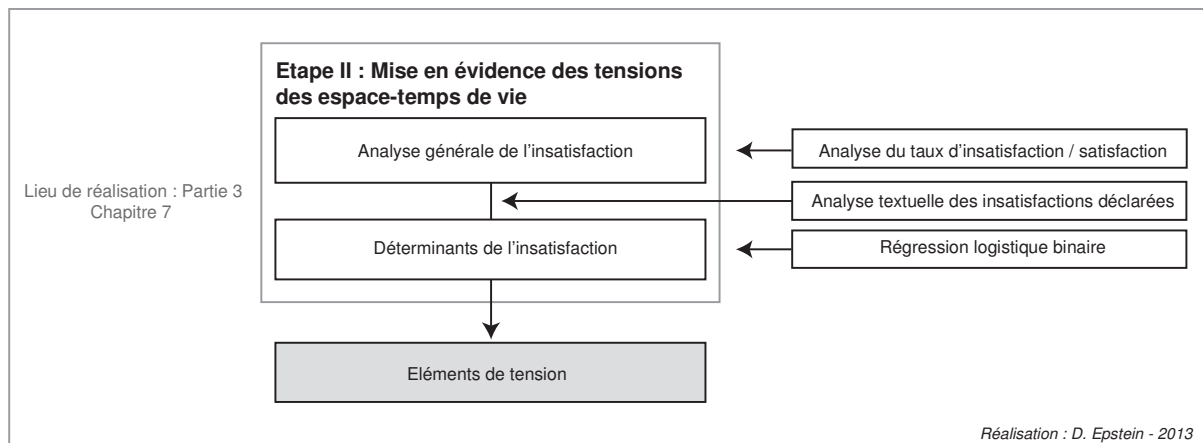 Etape II : Mise en évidence des tensions
des espace-temps de vie
Analyse générale de l'insatisfaction
Analyse du taux d'insatisfaction / satisfaction
Lieu de réalisation : Partie 3
Chapitre 7
Analyse textuelle des insatisfactions déclarées
Déterminants de l'insatisfaction
Régression logistique binaire
Eléments de tension
Réalisation : D. Epstein - 2013